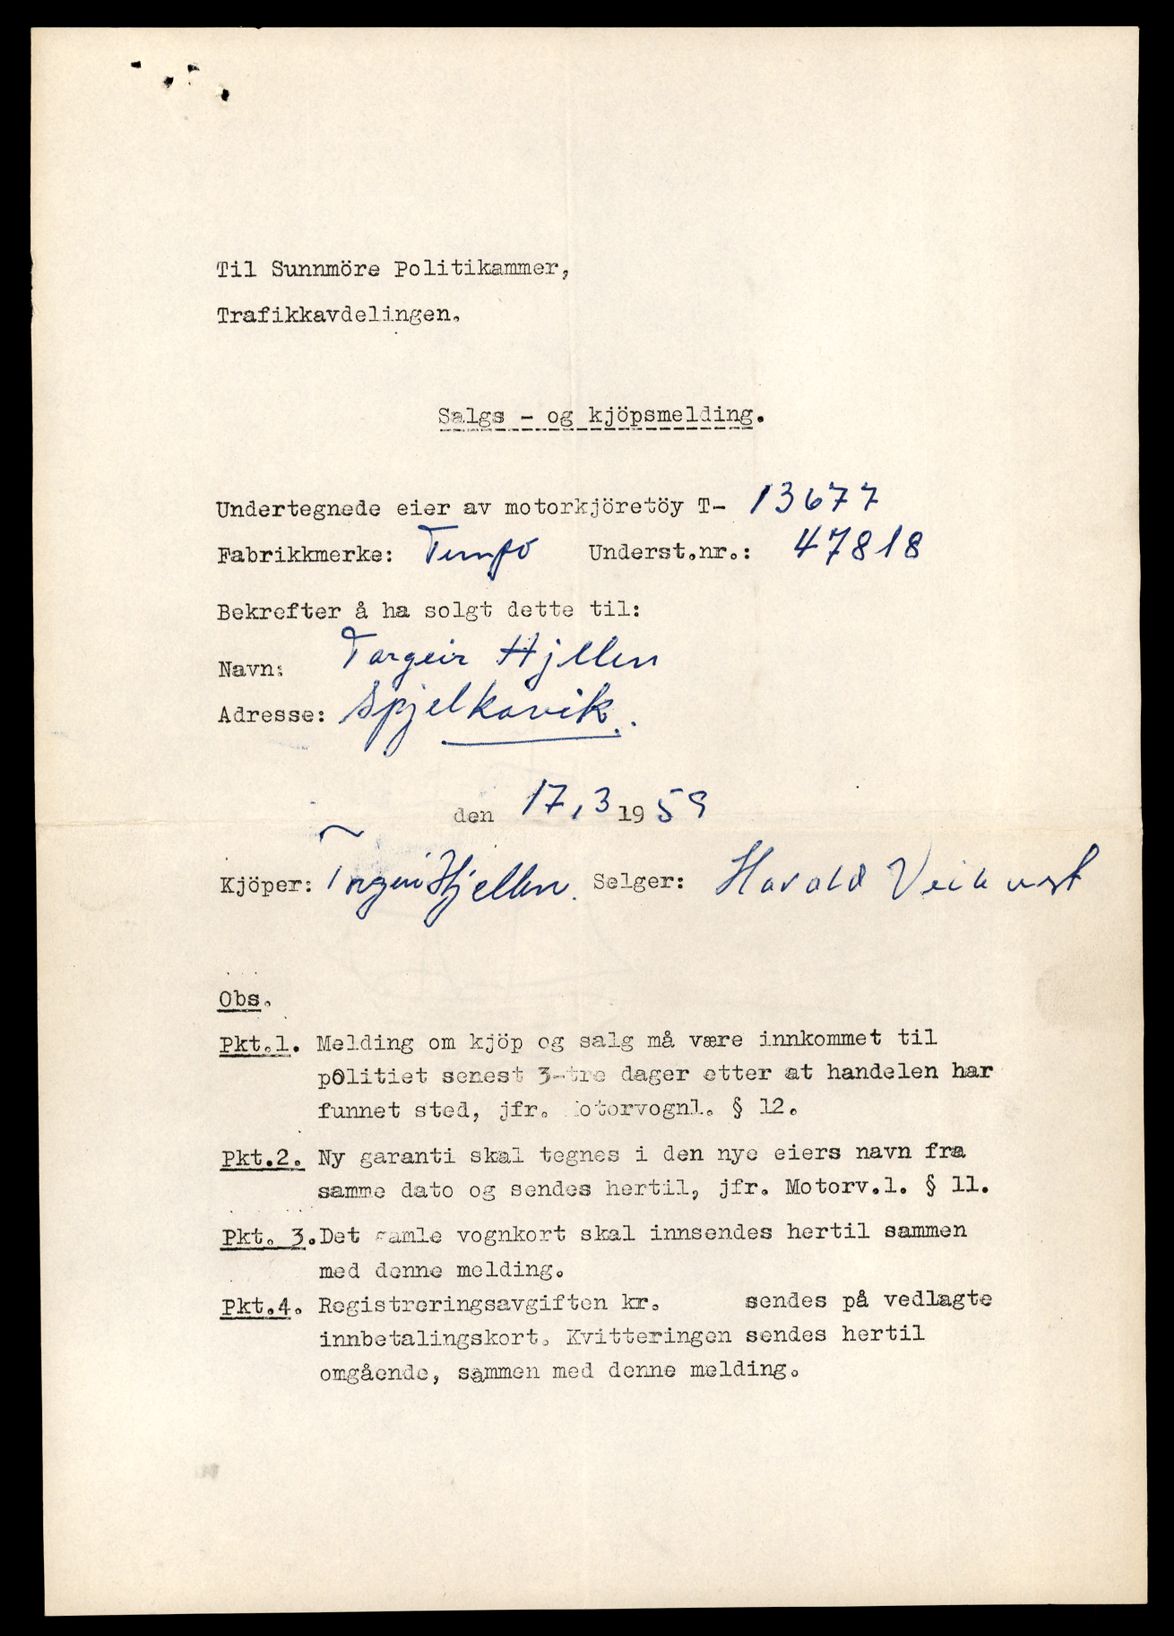 Til Sunnmöre Politikammer,
Trafikkavdelingen.
Salgs - og kjöpsmelding.
Undertegnede eier av motorkjöretöy T- 13677
Fabrikkmerke: Tempo Underst.nr.: 47818
Bekrefter å ha solgt dette til:
Navn: Torgeir Hjellen
Adresse: Spjelkavik.
den 17.3 1959
Kjöper: Torgeir Hjellen. Selger: Harald
Obs.
Pkt.1. Melding om kjöp og salg må være innkommet til
politiet senest 3-tre dager etter at handelen har
funnet sted, jfr. Motorvognl. § 12.
Pkt.2. Ny garanti skal tegnes i den nye eiers navn fra
samme dato og sendes hertil, jfr. Motorv.l. § 11.
Pkt. 3. Det gamle vognkort skal innsendes hertil sammen
med denne melding.
Pkt.4. Registreringsavgiften kr. sendes på vedlagte
innbetalingskort. Kvitteringen sendes hertil
omgående, sammen med denne melding.